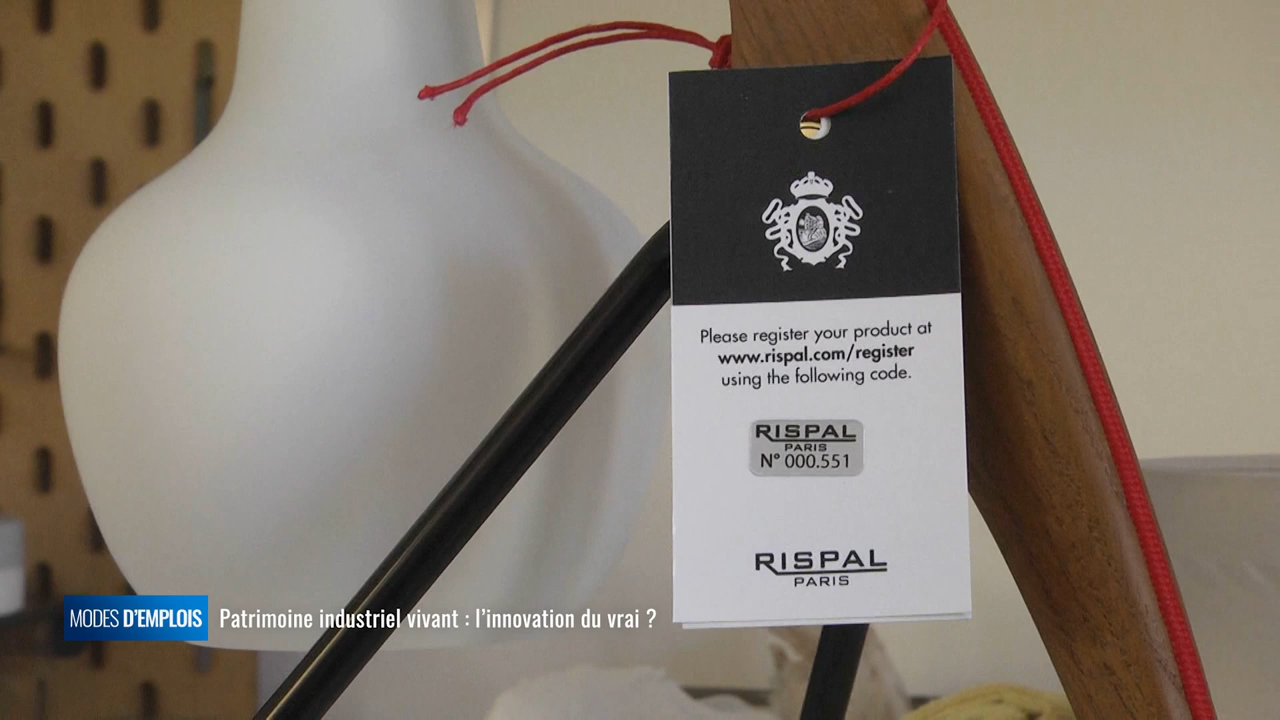 Please register your product at
www.rispal.com/register
using the following code.
RISPAL
PARIS
N° 000.551
RISPAL
PARIS
MODES D'EMPLOIS Patrimoine industriel vivant : l'innovation du vrai ?